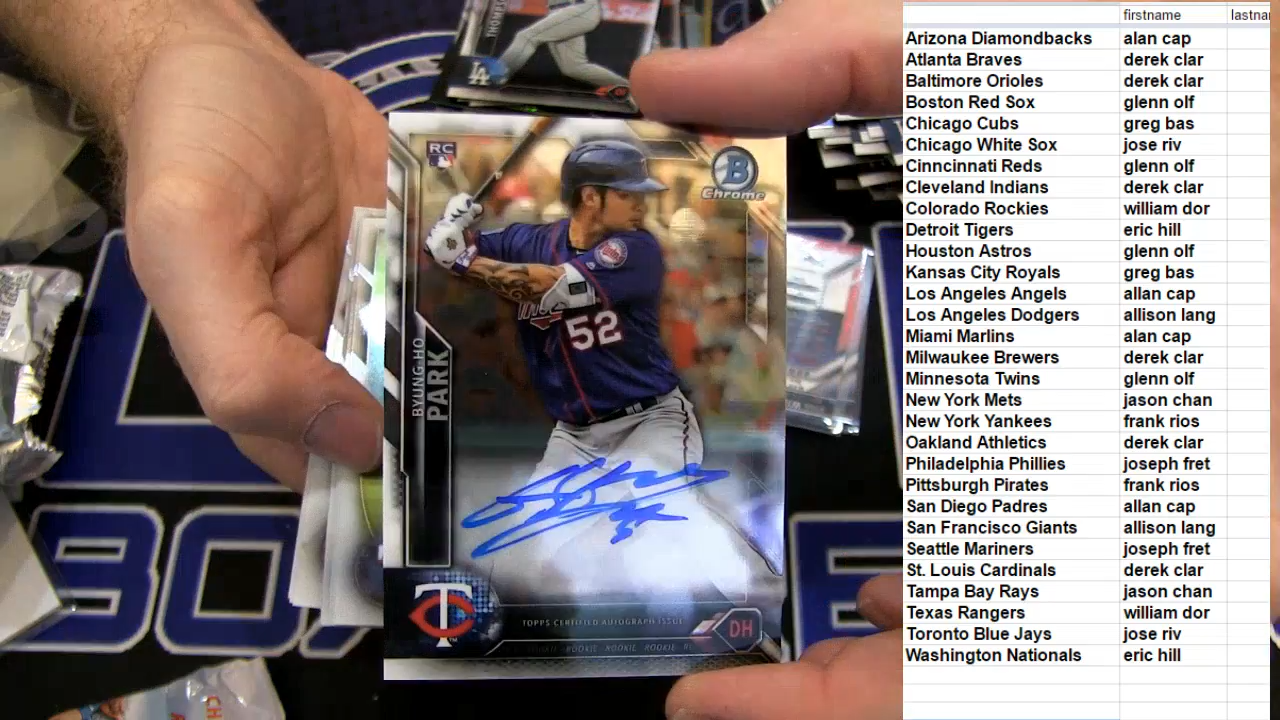 THOMPS
LA
RC
B
Chrome
52
BYUNG HO
PARK
TOPPS CERTIFIED AUTOGRAPH ISSUE
DH
ROOKIE ROOKIE ROOKIE
TC
TM
firstname lastna
Arizona Diamondbacks alan cap
Atlanta Braves derek clar
Baltimore Orioles derek clar
Boston Red Sox glenn olf
Chicago Cubs greg bas
Chicago White Sox jose riv
Cinncinnati Reds glenn olf
Cleveland Indians derek clar
Colorado Rockies william dor
Detroit Tigers eric hill
Houston Astros glenn olf
Kansas City Royals greg bas
Los Angeles Angels allan cap
Los Angeles Dodgers allison lang
Miami Marlins alan cap
Milwaukee Brewers derek clar
Minnesota Twins glenn olf
New York Mets jason chan
New York Yankees frank rios
Oakland Athletics derek clar
Philadelphia Phillies joseph fret
Pittsburgh Pirates frank rios
San Diego Padres allan cap
San Francisco Giants allison lang
Seattle Mariners joseph fret
St. Louis Cardinals derek clar
Tampa Bay Rays jason chan
Texas Rangers william dor
Toronto Blue Jays jose riv
Washington Nationals eric hill